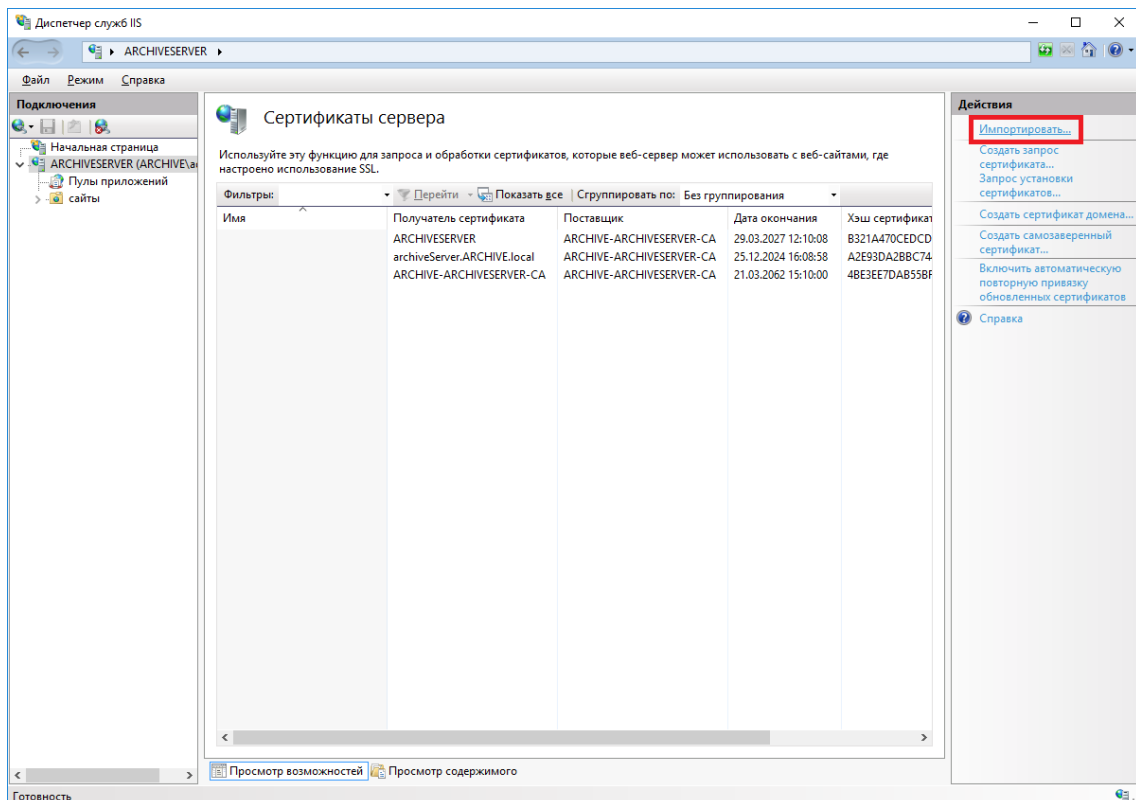 Диспетчер служб IIS
ARCHIVESERVER
Файл Режим Справка
Подключения
Начальная страница
ARCHIVESERVER (ARCHIVE\a
Пулы приложений
сайты
Сертификаты сервера
Используйте эту функцию для запроса и обработки сертификатов, которые веб-сервер может использовать с веб-сайтами, где
настроено использование SSL.
Фильтры: Перейти Показать все Сгруппировать по: Без группирования
Имя Получатель сертификата Поставщик Дата окончания Хэш сертификат
ARCHIVESERVER ARCHIVE-ARCHIVESERVER-CA 29.03.2027 12:10:08 B321A470CEDCD
archiveServer.ARCHIVE.local ARCHIVE-ARCHIVESERVER-CA 25.12.2024 16:08:58 A2E93DA2BBC74
ARCHIVE-ARCHIVESERVER-CA ARCHIVE-ARCHIVESERVER-CA 21.03.2062 15:10:00 4BE3EE7DAB55BF
Просмотр возможностей Просмотр содержимого
Действия
Импортировать...
Создать запрос
сертификата...
Запрос установки
сертификатов...
Создать сертификат домена...
Создать самозаверенный
сертификат...
Включить автоматическую
повторную привязку
обновленных сертификатов
Справка
Готовность